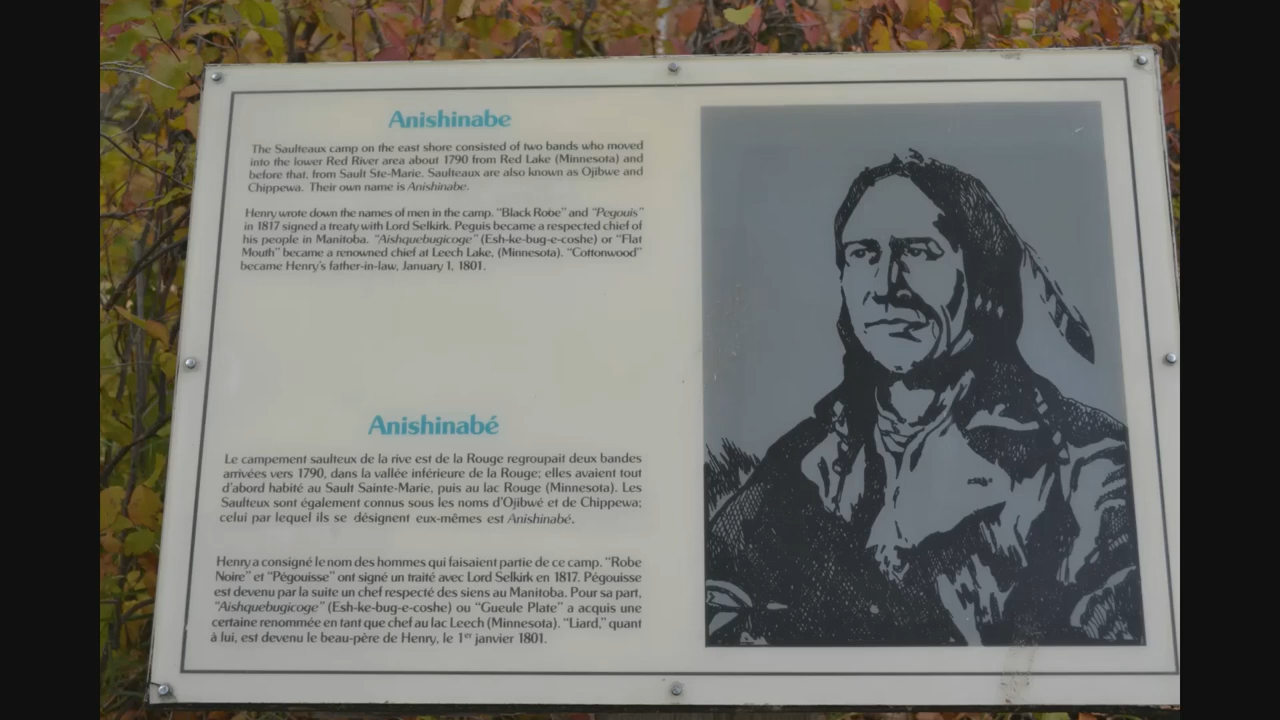 Anishinabe
The Saulteaux camp on the east shore consisted of two bands who moved
into the lower Red River area about 1790 from Red Lake (Minnesota) and
before that, from Sault Ste-Marie. Saulteaux are also known as Ojibwe and
Chippewa. Their own name is Anishinabe.
Henry wrote down the names of men in the camp. “Black Robe” and “Pegouis”
in 1817 signed a treaty with Lord Selkirk. Peguis became a respected chief of
his people in Manitoba. “Aishquebugicoge” (Esh-ke-bug-e-coshe) or “Flat
Mouth” became a renowned chief at Leech Lake, (Minnesota). “Cottonwood”
became Henry's father-in-law, January 1, 1801.
Anishinabé
Le campement saulteux de la rive est de la Rouge regroupait deux bandes
arrivées vers 1790, dans la vallée inférieure de la Rouge; elles avaient tout
d'abord habité au Sault Sainte-Marie, puis au lac Rouge (Minnesota). Les
Saulteux sont également connus sous les noms d'Ojibwé et de Chippewa;
celui par lequel ils se désignent eux-mêmes est Anishinabé.
Henry a consigné le nom des hommes qui faisaient partie de ce camp. “Robe
Noire” et “Pégouisse” ont signé un traité avec Lord Selkirk en 1817. Pégouisse
est devenu par la suite un chef respecté des siens au Manitoba. Pour sa part,
“Aishquebugicoge” (Esh-ke-bug-e-coshe) ou “Gueule Plate” a acquis une
certaine renommée en tant que chef au lac Leech (Minnesota). “Liard,” quant
à lui, est devenu le beau-père de Henry, le 1er janvier 1801.